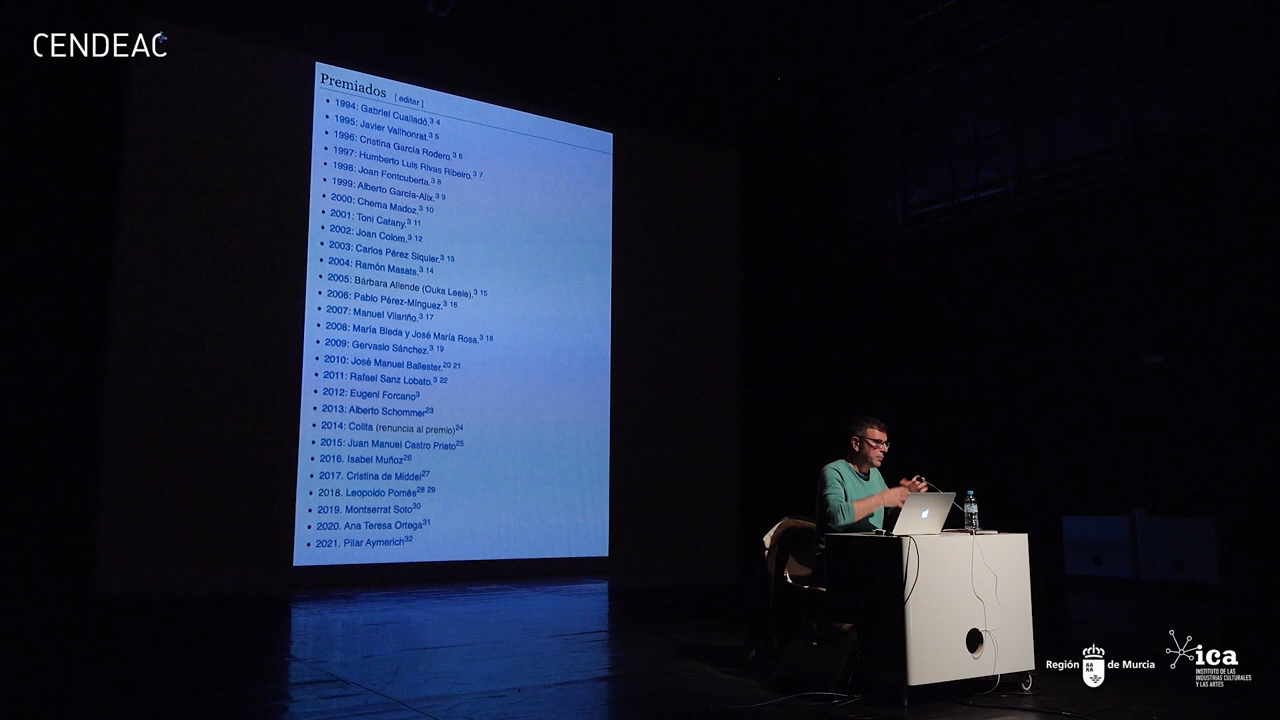 CENDEAC
Premiados [ editar ]
• 1994: Gabriel Cualladó.3 4
• 1995: Javier Vallhonrat.3 5
• 1996: Cristina García Rodero.3 6
• 1997: Humberto Luis Rivas Ribeiro.3 7
• 1998: Joan Fontcuberta.3 8
• 1999: Alberto García-Alix.3 9
• 2000: Chema Madoz.3 10
• 2001: Toni Catany.3 11
• 2002: Joan Colom.3 12
• 2003: Carlos Pérez Siquier.3 13
• 2004: Ramón Masats.3 14
• 2005: Bárbara Allende (Ouka Leele).3 15
• 2006: Pablo Pérez-Mínguez.3 16
• 2007: Manuel Vilariño.3 17
• 2008: María Bleda y José María Rosa.3 18
• 2009: Gervasio Sánchez.3 19
• 2010: José Manuel Ballester.20 21
• 2011: Rafael Sanz Lobato.3 22
• 2012: Eugeni Forcano3
• 2013: Alberto Schommer23
• 2014: Colita (renuncia al premio)24
• 2015: Juan Manuel Castro Prieto25
• 2016. Isabel Muñoz26
• 2017. Cristina de Middel27
• 2018. Leopoldo Pomés28 29
• 2019. Montserrat Soto30
• 2020. Ana Teresa Ortega31
• 2021. Pilar Aymerich32
Región de Murcia
ica
INSTITUTO DE LAS
INDUSTRIAS CULTURALES
Y LAS ARTES